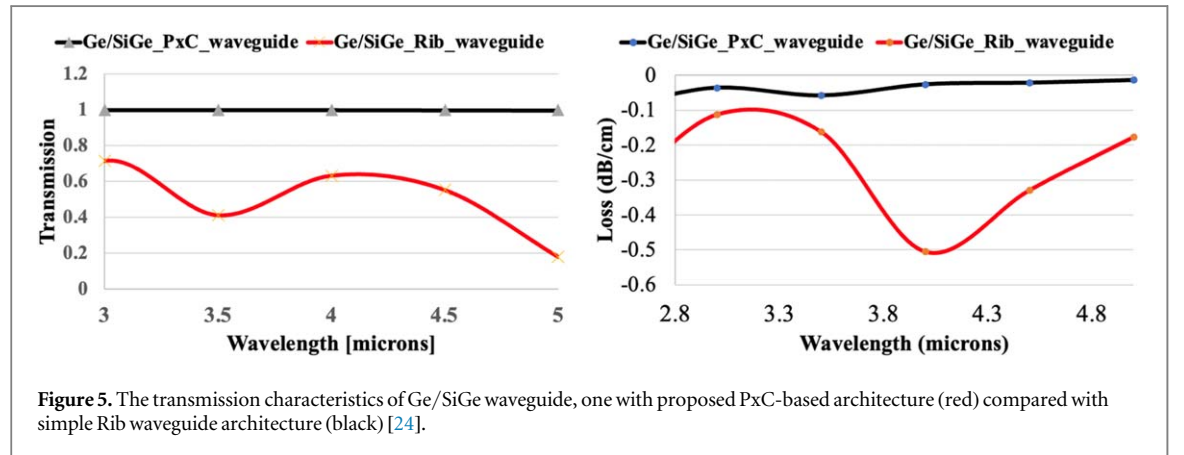 Ge/SiGe_PxC_waveguide Ge/SiGe_Rib_waveguide
1.2
1
0.8
0.6
0.4
0.2
0
Transmission
3 3.5 4 4.5 5
Wavelength [microns]
Ge/SiGe_PxC_waveguide Ge/SiGe_Rib_waveguide
0
-0.1
-0.2
-0.3
-0.4
-0.5
-0.6
Loss (dB/cm)
2.8 3.3 3.8 4.3 4.8
Wavelength (microns)
Figure 5. The transmission characteristics of Ge/SiGe waveguide, one with proposed PxC-based architecture (red) compared with
simple Rib waveguide architecture (black) [24].